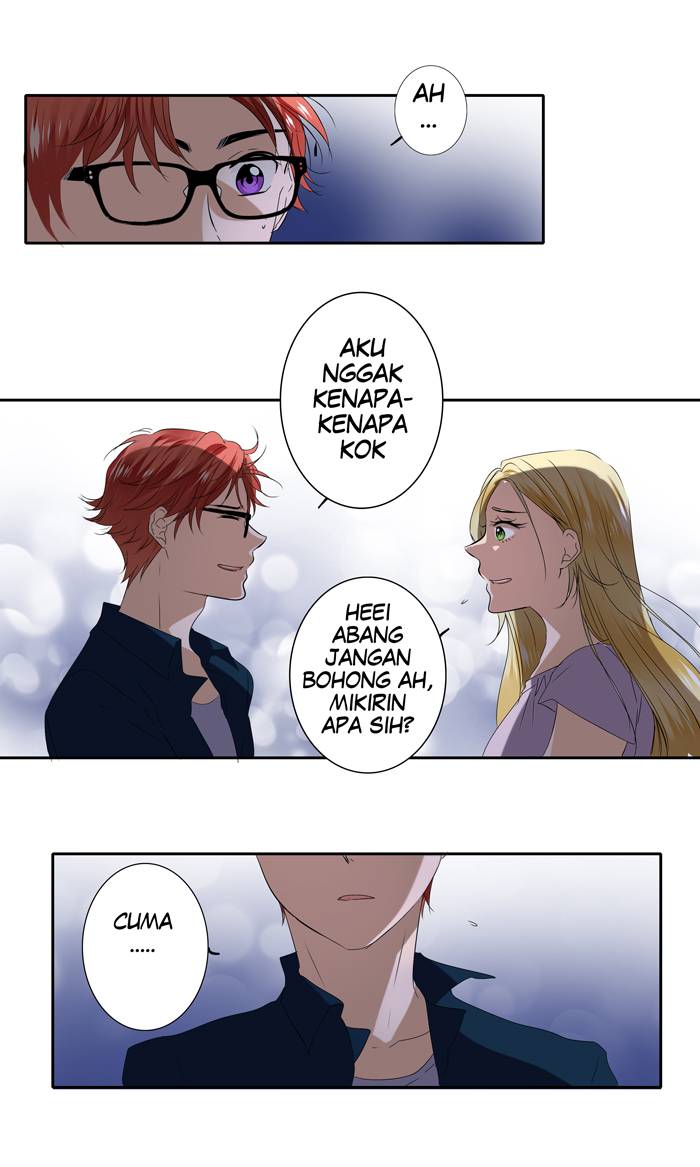 AH
...
AKU
NGGAK
KENAPA-
KENAPA
KOK
HEEI
ABANG
JANGAN
BOHONG AH,
MIKIRIN
APA SIH?
CUMA
.....